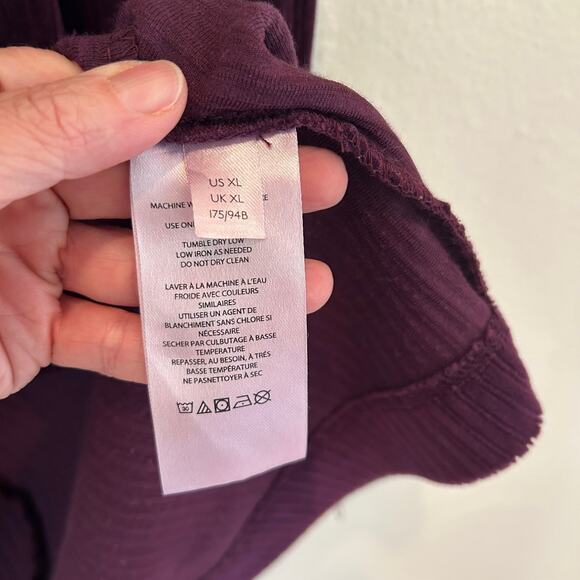 US XL
UK XL
175/94B
MACHINE W
USE ON
TUMBLE DRY LOW
LOW IRON AS NEEDED
DO NOT DRY CLEAN
LAVER À LA MACHINE À L'EAU
FROIDE AVEC COULEURS
SIMILAIRES
UTILISER UN AGENT DE
BLANCHIMENT SANS CHLORE SI
NÉCESSAIRE
SECHER PAR CULBUTAGE À BASSE
TEMPERATURE
REPASSER, AU BESOIN, À TRÉS
BASSE TEMPÉRATURE
NE PASNETTOYER À SEC
30